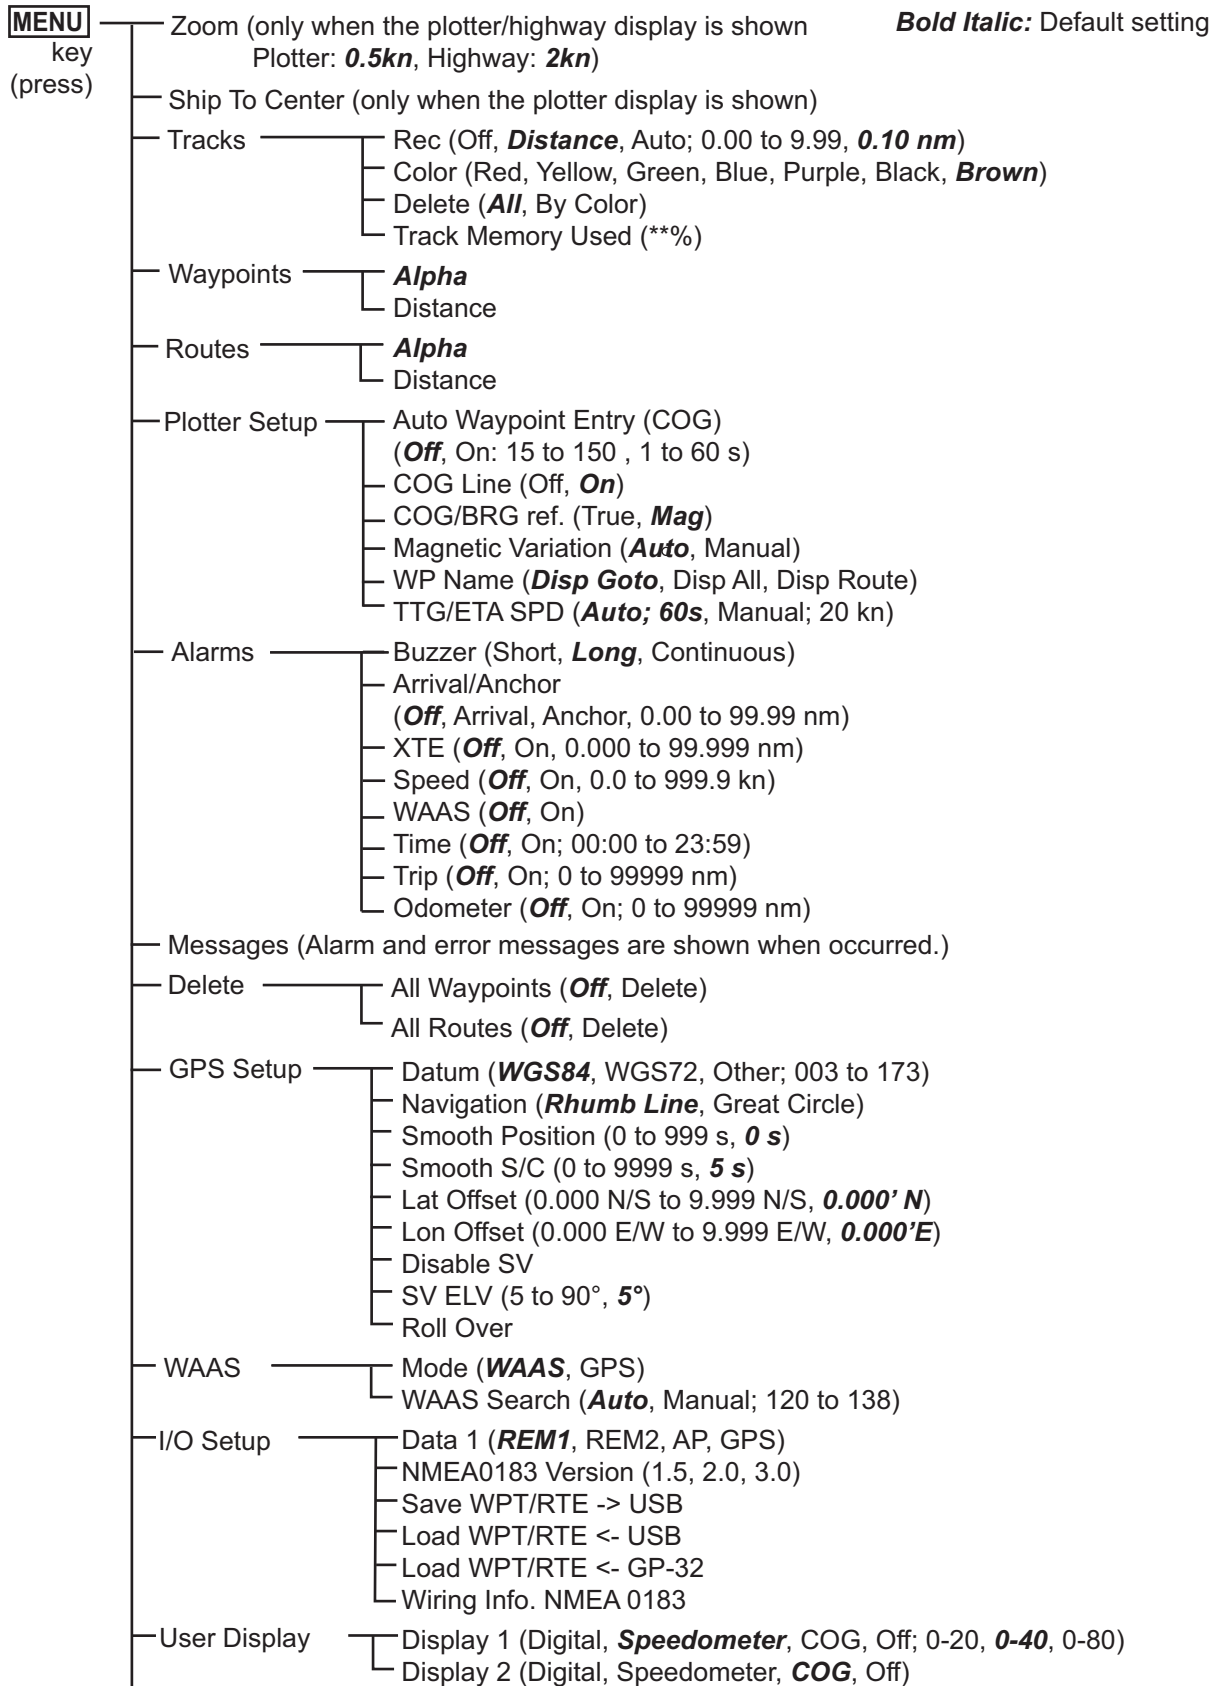 MENU
key
(press)
Zoom (only when the plotter/highway display is shown
Plotter: 0.5kn, Highway: 2kn)
Bold Italic: Default setting
Ship To Center (only when the plotter display is shown)
Tracks
Rec (Off, Distance, Auto; 0.00 to 9.99, 0.10 nm)
Color (Red, Yellow, Green, Blue, Purple, Black, Brown)
Delete (All, By Color)
Track Memory Used (**%)
Waypoints
Alpha
Distance
Routes
Alpha
Distance
Plotter Setup
Auto Waypoint Entry (COG)
(Off, On: 15 to 150 , 1 to 60 s)
COG Line (Off, On)
COG/BRG ref. (True, Mag)
Magnetic Variation (Auto, Manual)
WP Name (Disp Goto, Disp All, Disp Route)
TTG/ETA SPD (Auto; 60s, Manual; 20 kn)
Alarms
Buzzer (Short, Long, Continuous)
Arrival/Anchor
(Off, Arrival, Anchor, 0.00 to 99.99 nm)
XTE (Off, On, 0.000 to 99.999 nm)
Speed (Off, On, 0.0 to 999.9 kn)
WAAS (Off, On)
Time (Off, On; 00:00 to 23:59)
Trip (Off, On; 0 to 99999 nm)
Odometer (Off, On; 0 to 99999 nm)
Messages (Alarm and error messages are shown when occurred.)
Delete
All Waypoints (Off, Delete)
All Routes (Off, Delete)
GPS Setup
Datum (WGS84, WGS72, Other; 003 to 173)
Navigation (Rhumb Line, Great Circle)
Smooth Position (0 to 999 s, 0 s)
Smooth S/C (0 to 9999 s, 5 s)
Lat Offset (0.000 N/S to 9.999 N/S, 0.000’ N)
Lon Offset (0.000 E/W to 9.999 E/W, 0.000’E)
Disable SV
SV ELV (5 to 90°, 5°)
Roll Over
WAAS
Mode (WAAS, GPS)
WAAS Search (Auto, Manual; 120 to 138)
I/O Setup
Data 1 (REM1, REM2, AP, GPS)
NMEA0183 Version (1.5, 2.0, 3.0)
Save WPT/RTE -> USB
Load WPT/RTE <- USB
Load WPT/RTE <- GP-32
Wiring Info. NMEA 0183
User Display
Display 1 (Digital, Speedometer, COG, Off; 0-20, 0-40, 0-80)
Display 2 (Digital, Speedometer, COG, Off)